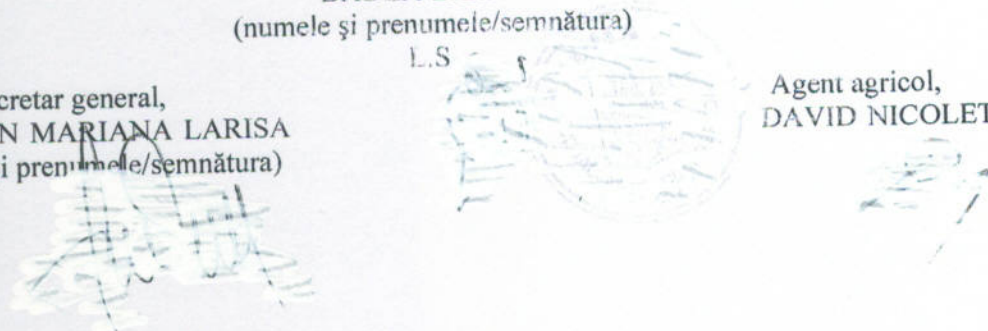 (numele şi prenumele/semnătura)
L.S
cretar general,
N MARIANA LARISA
i prenumele/semnătura)
Agent agricol,
DAVID NICOLET